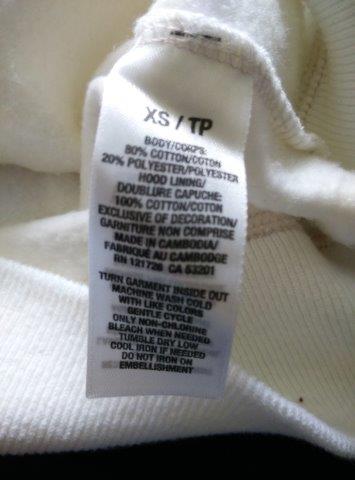 XS / TP
BODY/CORPS:
80% COTTON/COTON
20% POLYESTER/POLYESTER
HOOD LINING/
DOUBLURE CAPUCHE:
100% COTTON/COTON
EXCLUSIVE OF DECORATION/
GARNITURE NON COMPRISE
MADE IN CAMBODIA/
FABRIQUÉ AU CAMBODGE
RN 121726 CA 53201
TURN GARMENT INSIDE OUT
MACHINE WASH COLD
WITH LIKE COLORS
GENTLE CYCLE
ONLY NON-CHLORINE
BLEACH WHEN NEEDED
TUMBLE DRY LOW
COOL IRON IF NEEDED
DO NOT IRON ON
EMBELLISHMENT